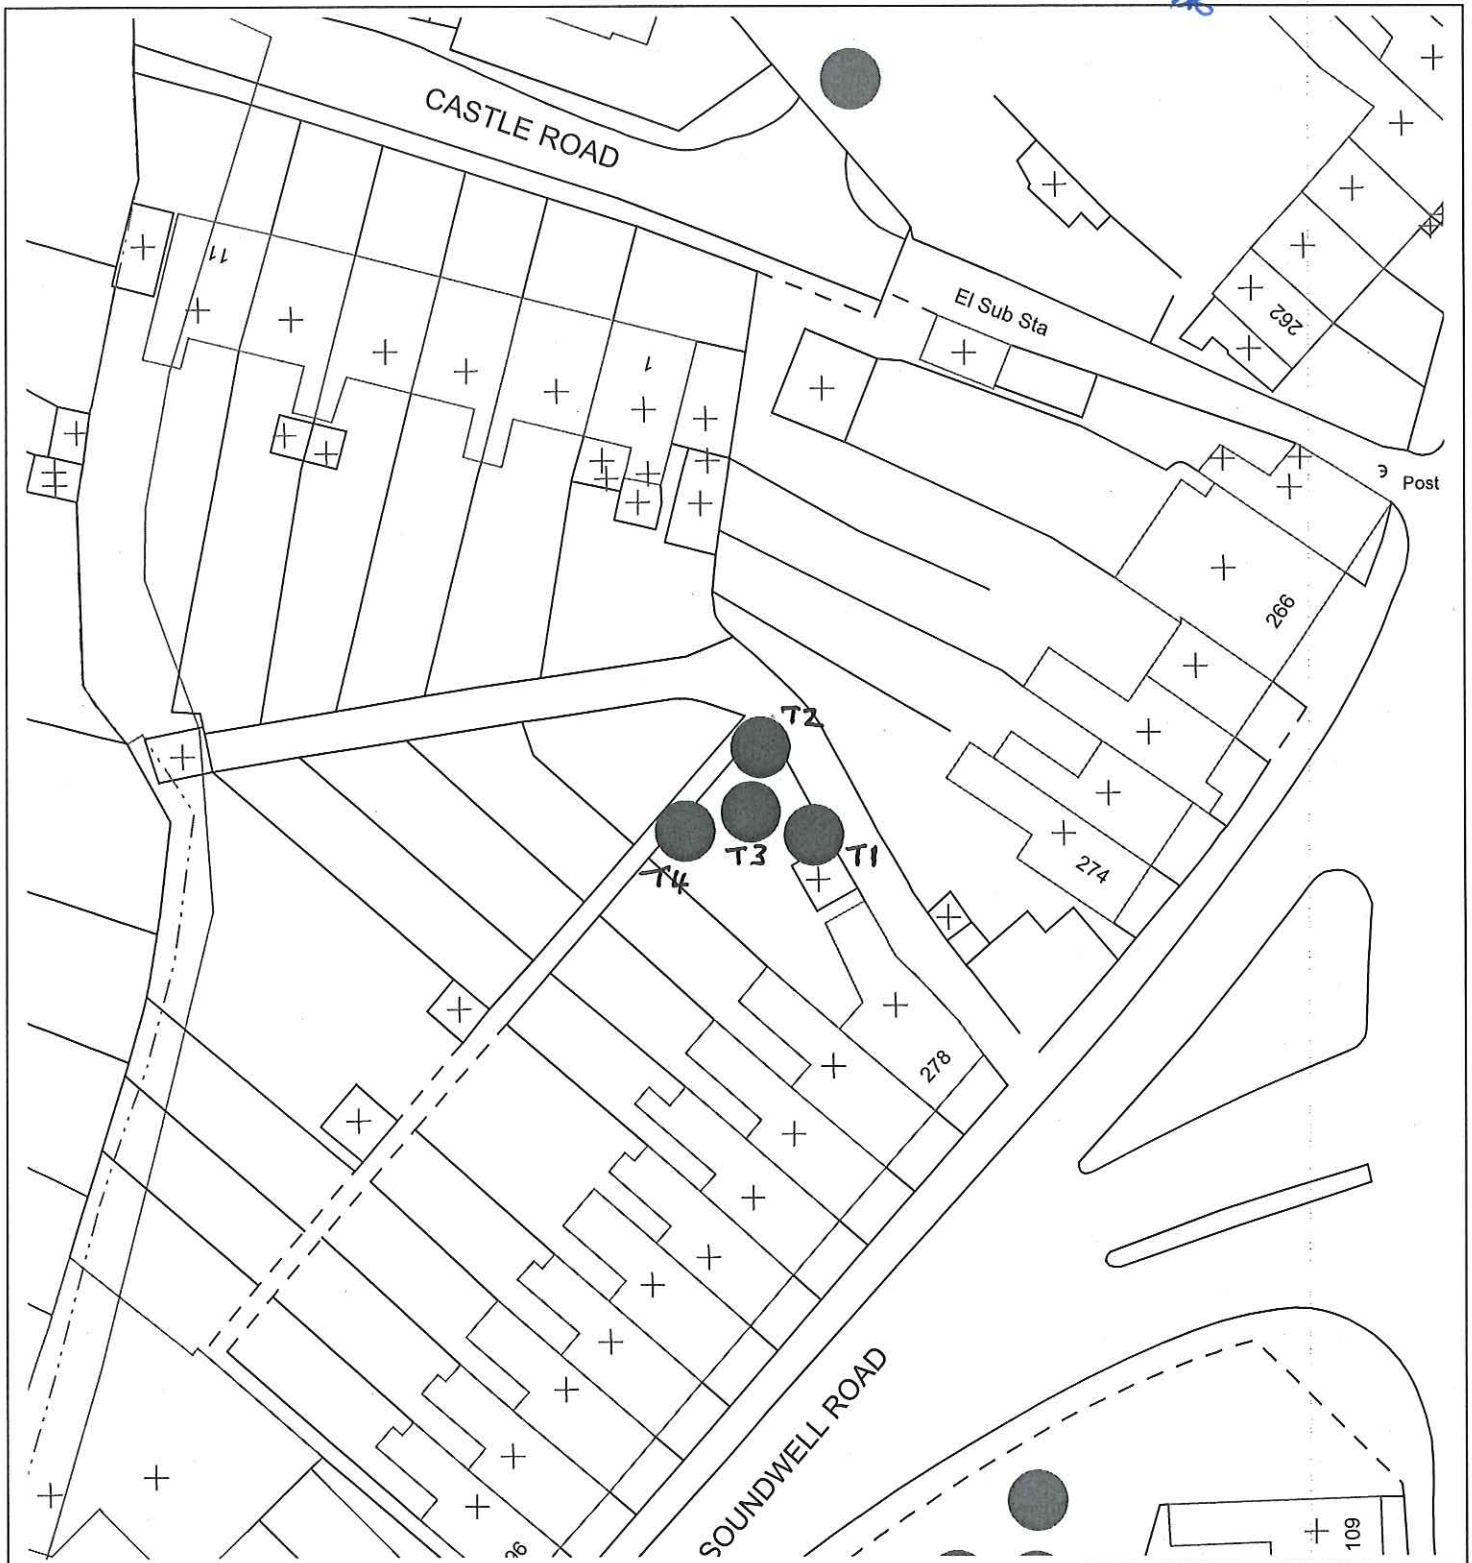 CASTLE ROAD
11
El Sub Sta
262
1
Post
266
T2
T3
T1
T4
274
278
SOUNDWELL ROAD
109